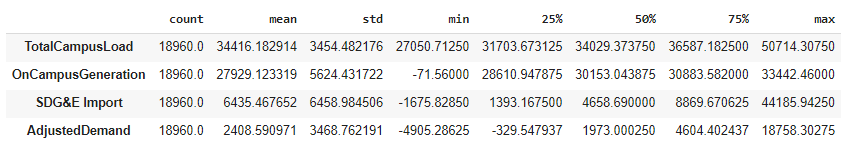 count mean std min 25% 50% 75% max
TotalCampusLoad 18960.0 34416.182914 3454.482176 27050.71250 31703.673125 34029.373750 36587.182500 50714.30750
OnCampusGeneration 18960.0 27929.123319 5624.431722 -71.56000 28610.947875 30153.043875 30883.582000 33442.46000
SDG&E Import 18960.0 6435.467652 6458.984506 -1675.82850 1393.167500 4658.690000 8869.670625 44185.94250
AdjustedDemand 18960.0 2408.590971 3468.762191 -4905.28625 -329.547937 1973.000250 4604.402437 18758.30275